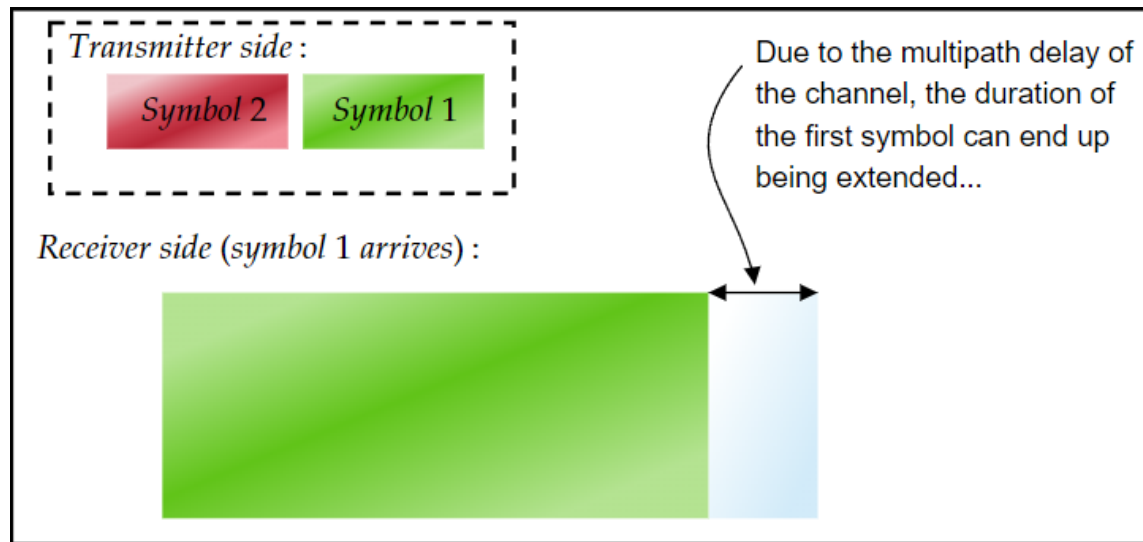 Transmitter side :
Symbol 2
Symbol 1
Due to the multipath delay of
the channel, the duration of
the first symbol can end up
being extended...
Receiver side (symbol 1 arrives) :